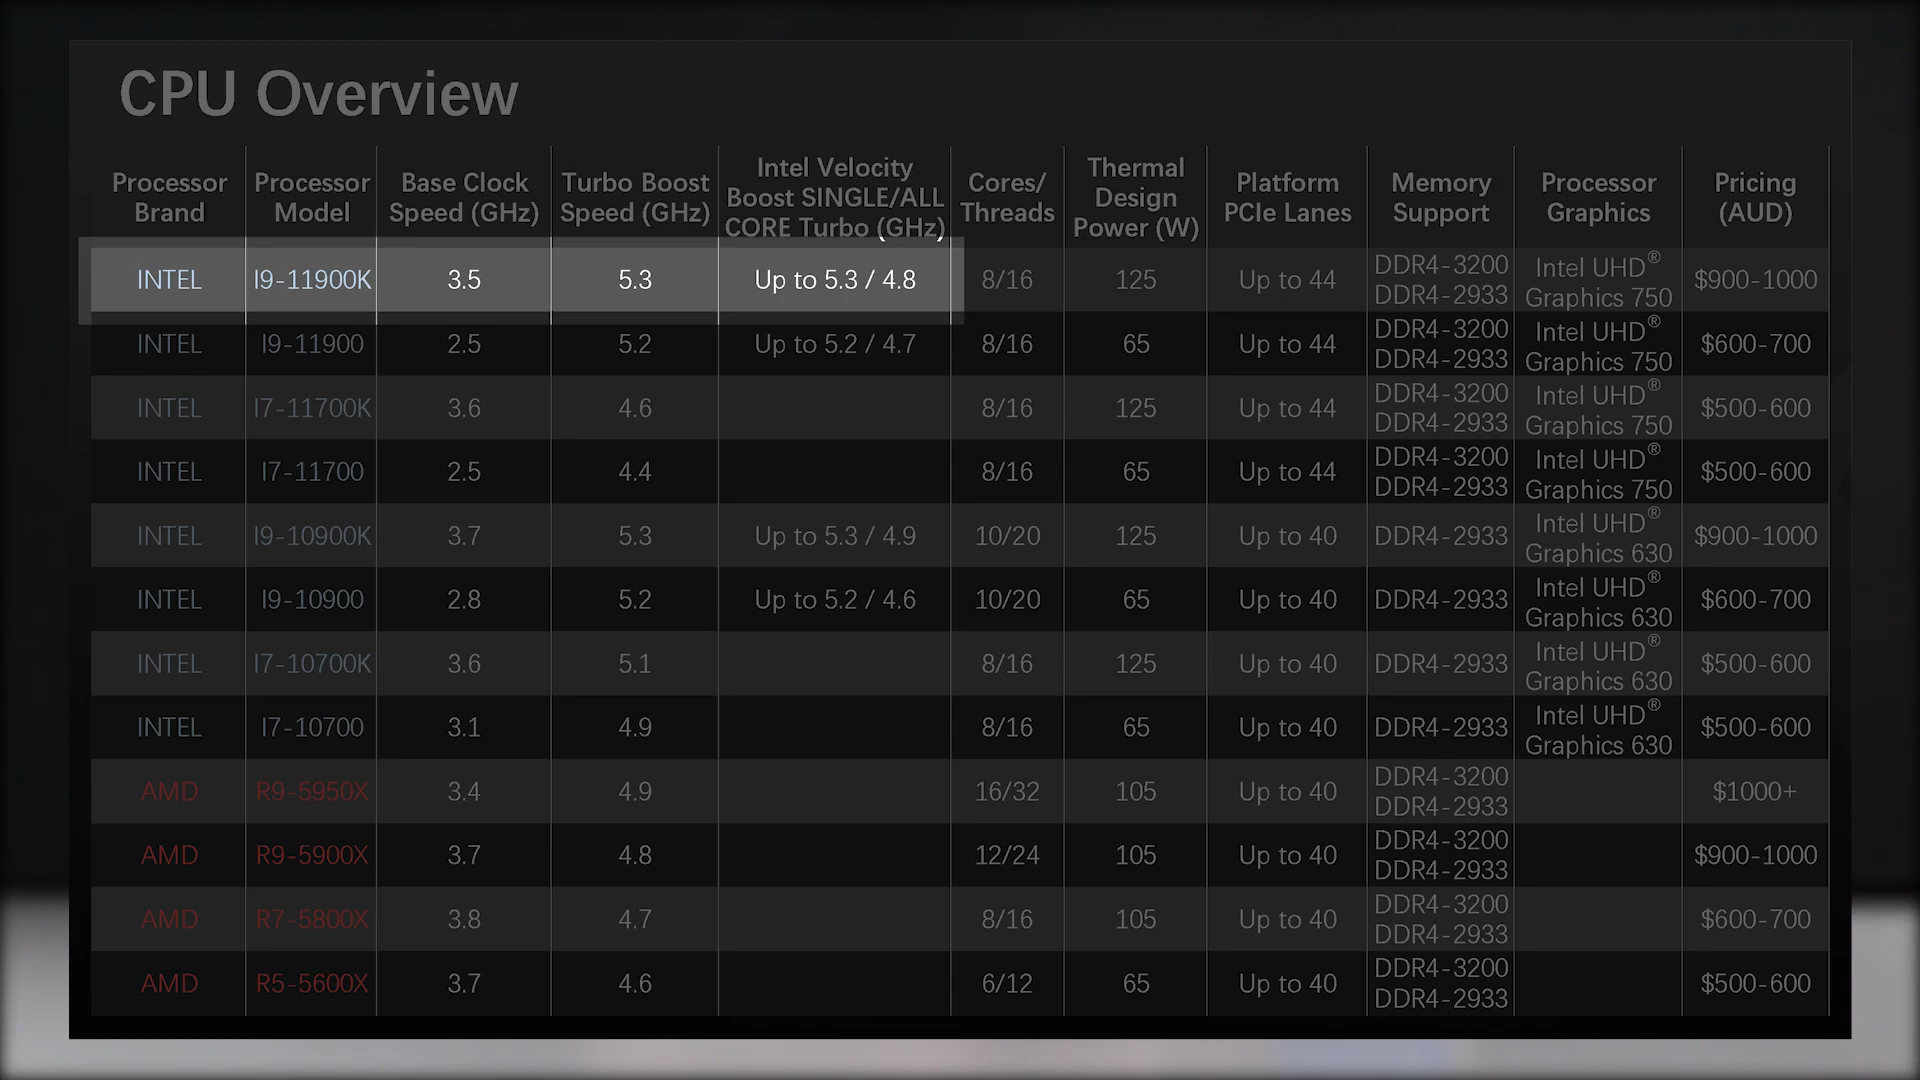 CPU Overview
Processor Brand | Processor Model | Base Clock Speed (GHz) | Turbo Boost Speed (GHz) | Intel Velocity Boost SINGLE/ALL CORE Turbo (GHz) | Cores/ Threads | Thermal Design Power (W) | Platform PCIe Lanes | Memory Support | Processor Graphics | Pricing (AUD)
INTEL | I9-11900K | 3.5 | 5.3 | Up to 5.3 / 4.8 | 8/16 | 125 | Up to 44 | DDR4-3200 DDR4-2933 | Intel UHD® Graphics 750 | $900-1000
INTEL | I9-11900 | 2.5 | 5.2 | Up to 5.2 / 4.7 | 8/16 | 65 | Up to 44 | DDR4-3200 DDR4-2933 | Intel UHD® Graphics 750 | $600-700
INTEL | I7-11700K | 3.6 | 4.6 | | 8/16 | 125 | Up to 44 | DDR4-3200 DDR4-2933 | Intel UHD® Graphics 750 | $500-600
INTEL | I7-11700 | 2.5 | 4.4 | | 8/16 | 65 | Up to 44 | DDR4-3200 DDR4-2933 | Intel UHD® Graphics 750 | $500-600
INTEL | I9-10900K | 3.7 | 5.3 | Up to 5.3 / 4.9 | 10/20 | 125 | Up to 40 | DDR4-2933 | Intel UHD® Graphics 630 | $900-1000
INTEL | I9-10900 | 2.8 | 5.2 | Up to 5.2 / 4.6 | 10/20 | 65 | Up to 40 | DDR4-2933 | Intel UHD® Graphics 630 | $600-700
INTEL | I7-10700K | 3.6 | 5.1 | | 8/16 | 125 | Up to 40 | DDR4-2933 | Intel UHD® Graphics 630 | $500-600
INTEL | I7-10700 | 3.1 | 4.9 | | 8/16 | 65 | Up to 40 | DDR4-2933 | Intel UHD® Graphics 630 | $500-600
AMD | R9-5950X | 3.4 | 4.9 | | 16/32 | 105 | Up to 40 | DDR4-3200 DDR4-2933 | | $1000+
AMD | R9-5900X | 3.7 | 4.8 | | 12/24 | 105 | Up to 40 | DDR4-3200 DDR4-2933 | | $900-1000
AMD | R7-5800X | 3.8 | 4.7 | | 8/16 | 105 | Up to 40 | DDR4-3200 DDR4-2933 | | $600-700
AMD | R5-5600X | 3.7 | 4.6 | | 6/12 | 65 | Up to 40 | DDR4-3200 DDR4-2933 | | $500-600